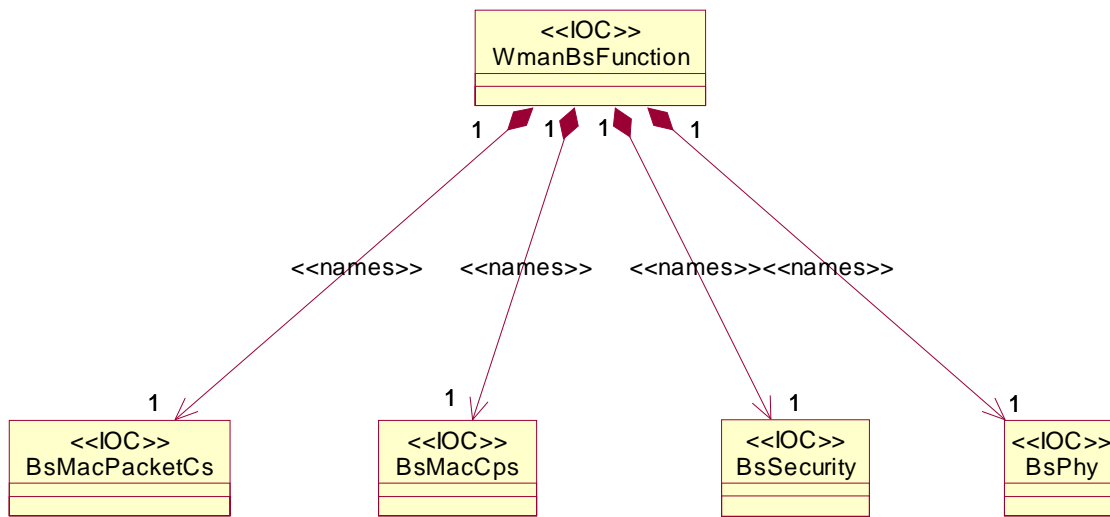 <<IOC>>
WmanBsFunction
1 1 1 1
<<names>> <<names>> <<names>> <<names>>
1 1 1 1
<<IOC>> <<IOC>> <<IOC>> <<IOC>>
BsMacPacketCs BsMacCps BsSecurity BsPhy